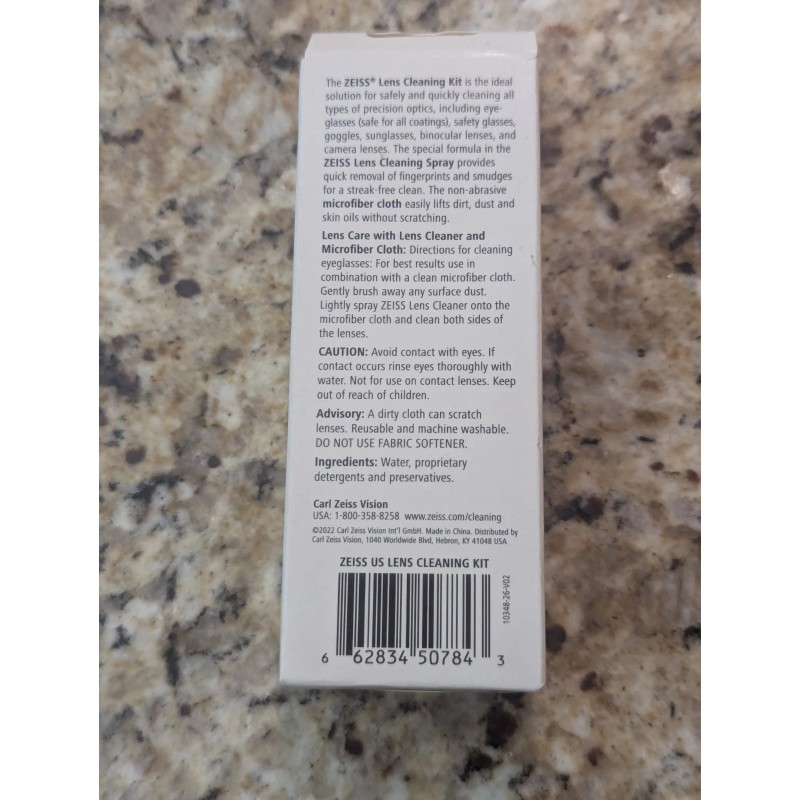 The ZEISS® Lens Cleaning Kit is the ideal
solution for safely and quickly cleaning all
types of precision optics, including eye-
glasses (safe for all coatings), safety glasses,
goggles, sunglasses, binocular lenses, and
camera lenses. The special formula in the
ZEISS Lens Cleaning Spray provides
quick removal of fingerprints and smudges
for a streak-free clean. The non-abrasive
microfiber cloth easily lifts dirt, dust and
skin oils without scratching.
Lens Care with Lens Cleaner and
Microfiber Cloth: Directions for cleaning
eyeglasses: For best results use in
combination with a clean microfiber cloth.
Gently brush away any surface dust.
Lightly spray ZEISS Lens Cleaner onto the
microfiber cloth and clean both sides of
the lenses.
CAUTION: Avoid contact with eyes. If
contact occurs rinse eyes thoroughly with
water. Not for use on contact lenses. Keep
out of reach of children.
Advisory: A dirty cloth can scratch
lenses. Reusable and machine washable.
DO NOT USE FABRIC SOFTENER.
Ingredients: Water, proprietary
detergents and preservatives.
Carl Zeiss Vision
USA: 1-800-358-8258 www.zeiss.com/cleaning
©2022 Carl Zeiss Vision Int'l GmbH. Made in China. Distributed by
Carl Zeiss Vision, 1040 Worldwide Blvd, Hebron, KY 41048 USA
ZEISS US LENS CLEANING KIT
10348-26-V02
6 62834 50784 3